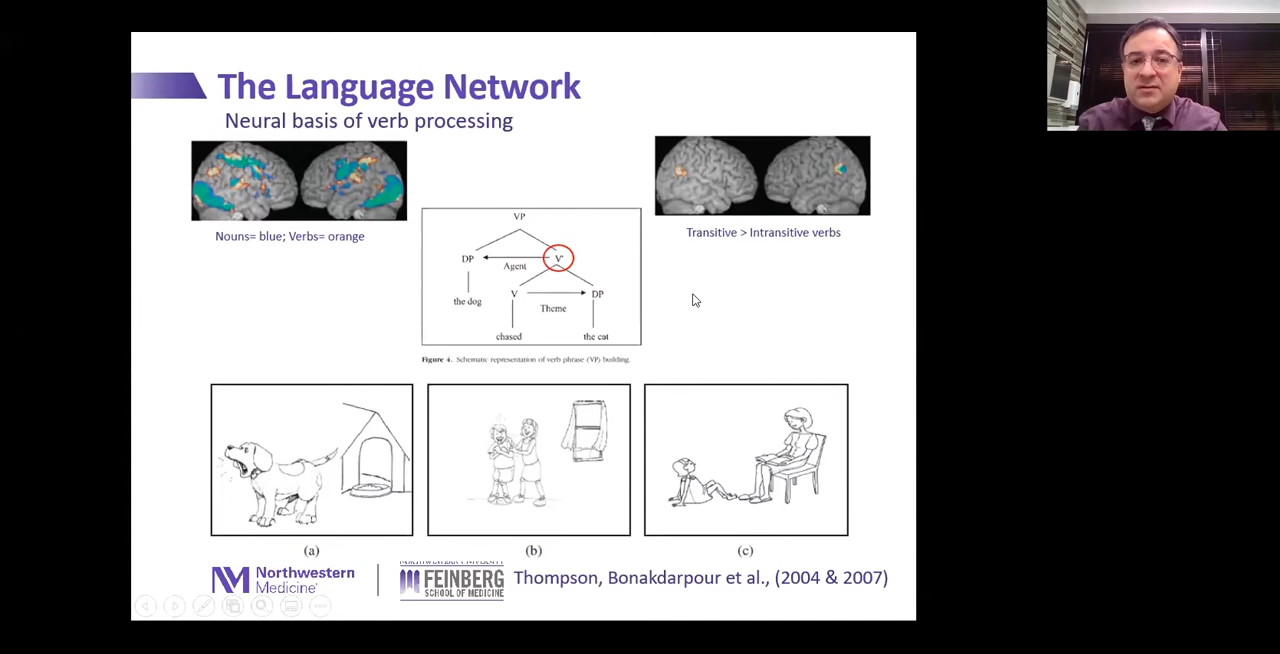 The Language Network
Neural basis of verb processing
Nouns= blue; Verbs= orange
Transitive > Intransitive verbs
VP
DP
Agent
V'
the dog
V
Theme
DP
chased
the cat
Figure 4. Schematic representation of verb phrase (VP) building.
(a)
(b)
(c)
Northwestern
Medicine
NORTHWESTERN UNIVERSITY
FEINBERG
SCHOOL OF MEDICINE
Thompson, Bonakdarpour et al., (2004 & 2007)